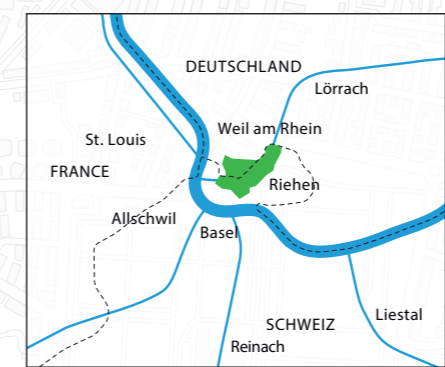 DEUTSCHLAND
Lörrach
Weil am Rhein
St. Louis
FRANCE
Riehen
Allschwil
Basel
SCHWEIZ
Liestal
Reinach